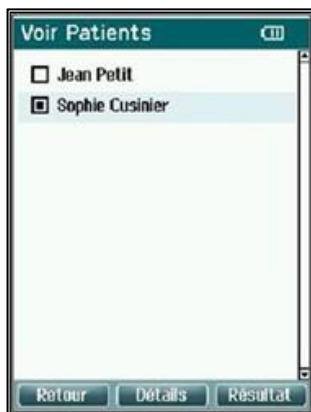 Voir Patients
Jean Petit
Sophie Cusinier
Retour Détails Résultat